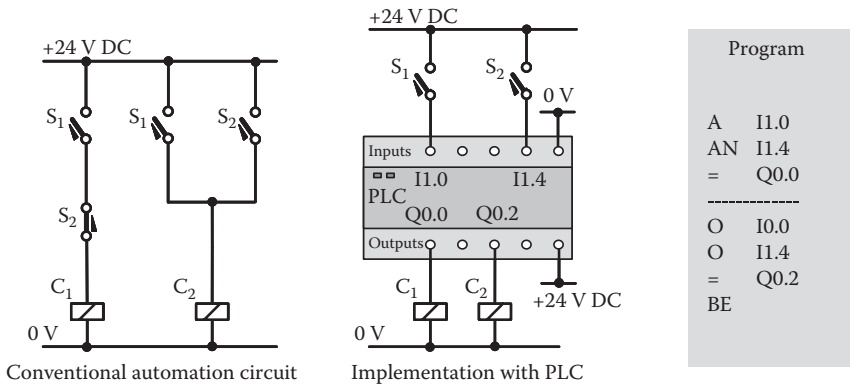 +24 V DC
S1
S1
S2
S2
C1
C2
0 V
Conventional automation circuit
+24 V DC
S1
S2
0 V
Inputs
I1.0 I1.4
PLC
Q0.0 Q0.2
Outputs
C1
C2
+24 V DC
0 V
Implementation with PLC
Program
A I1.0
AN I1.4
= Q0.0
--------------
O I0.0
O I1.4
= Q0.2
BE